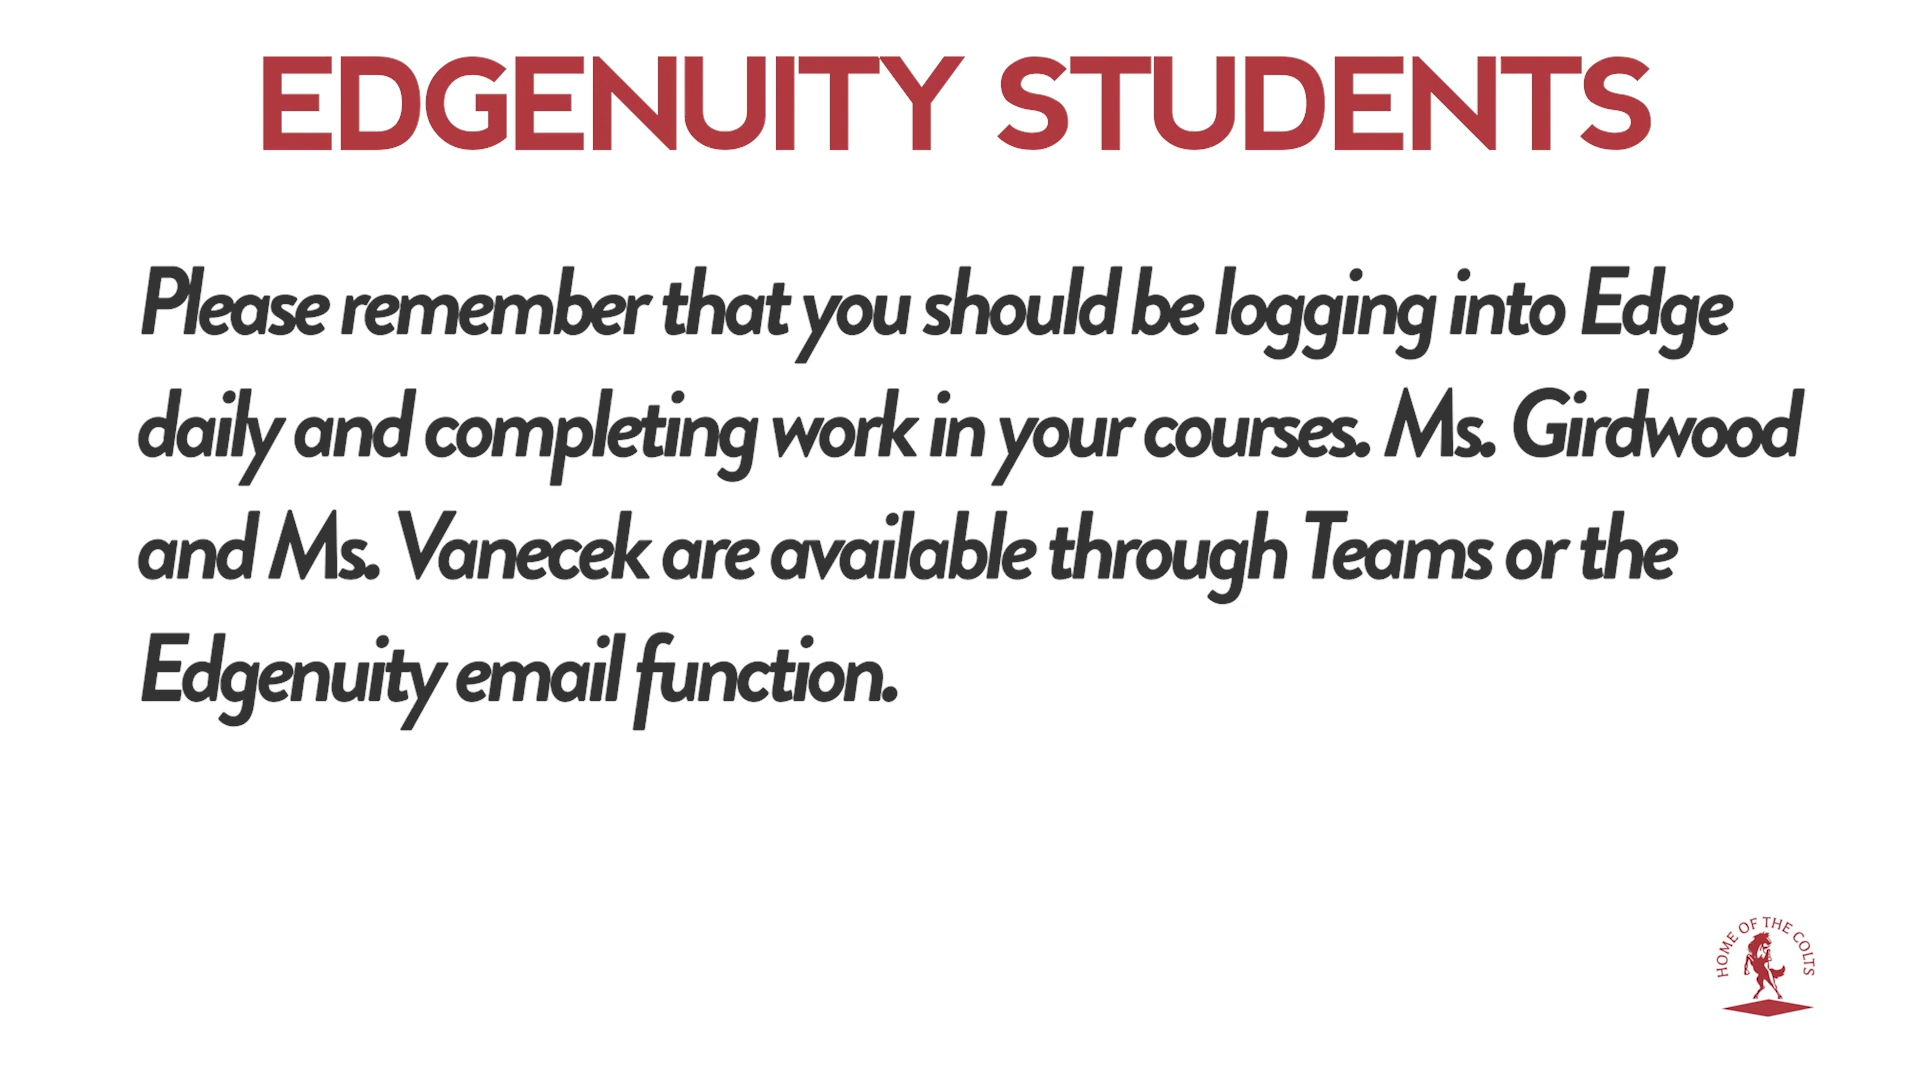 EDGENUITY STUDENTS
Please remember that you should be logging into Edge
daily and completing work in your courses. Ms. Girdwood
and Ms. Vanecek are available through Teams or the
Edgenuity email function.
HOME OF THE COLTS